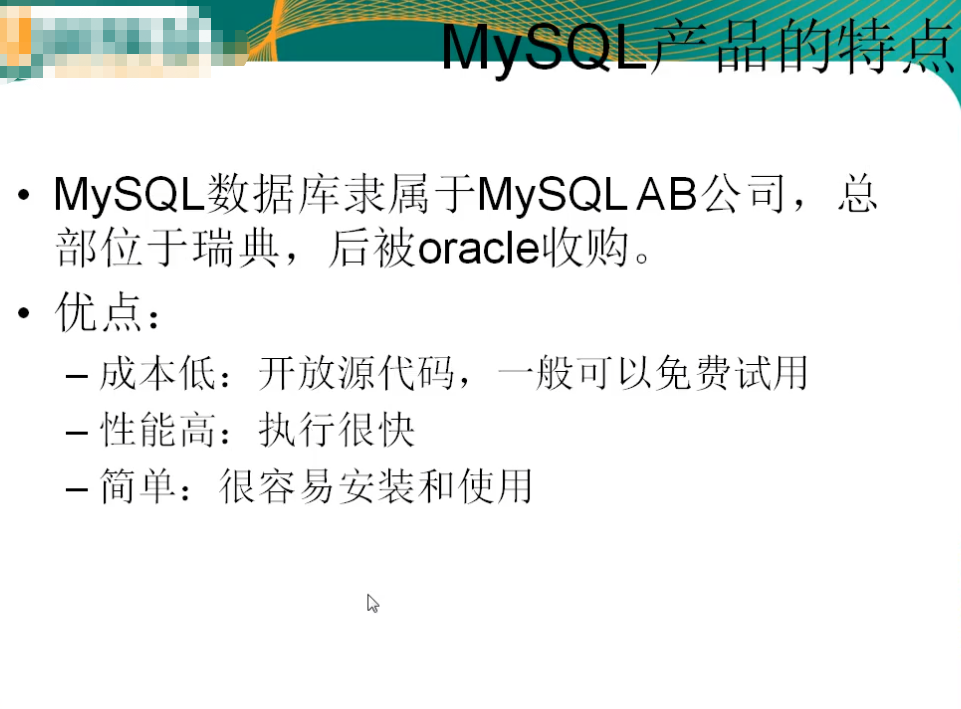 MySQL产品的特点
• MySQL数据库隶属于MySQL AB公司，总
部位于瑞典，后被oracle收购。
• 优点：
– 成本低：开放源代码，一般可以免费试用
– 性能高：执行很快
– 简单：很容易安装和使用